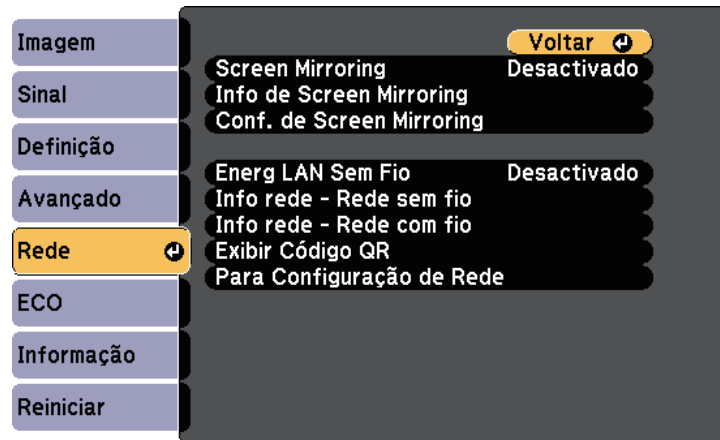 Imagem
Sinal
Definição
Avançado
Rede
ECO
Informação
Reiniciar
Voltar
Screen Mirroring Desactivado
Info de Screen Mirroring
Conf. de Screen Mirroring
Energ LAN Sem Fio Desactivado
Info rede - Rede sem fio
Info rede - Rede com fio
Exibir Código QR
Para Configuração de Rede